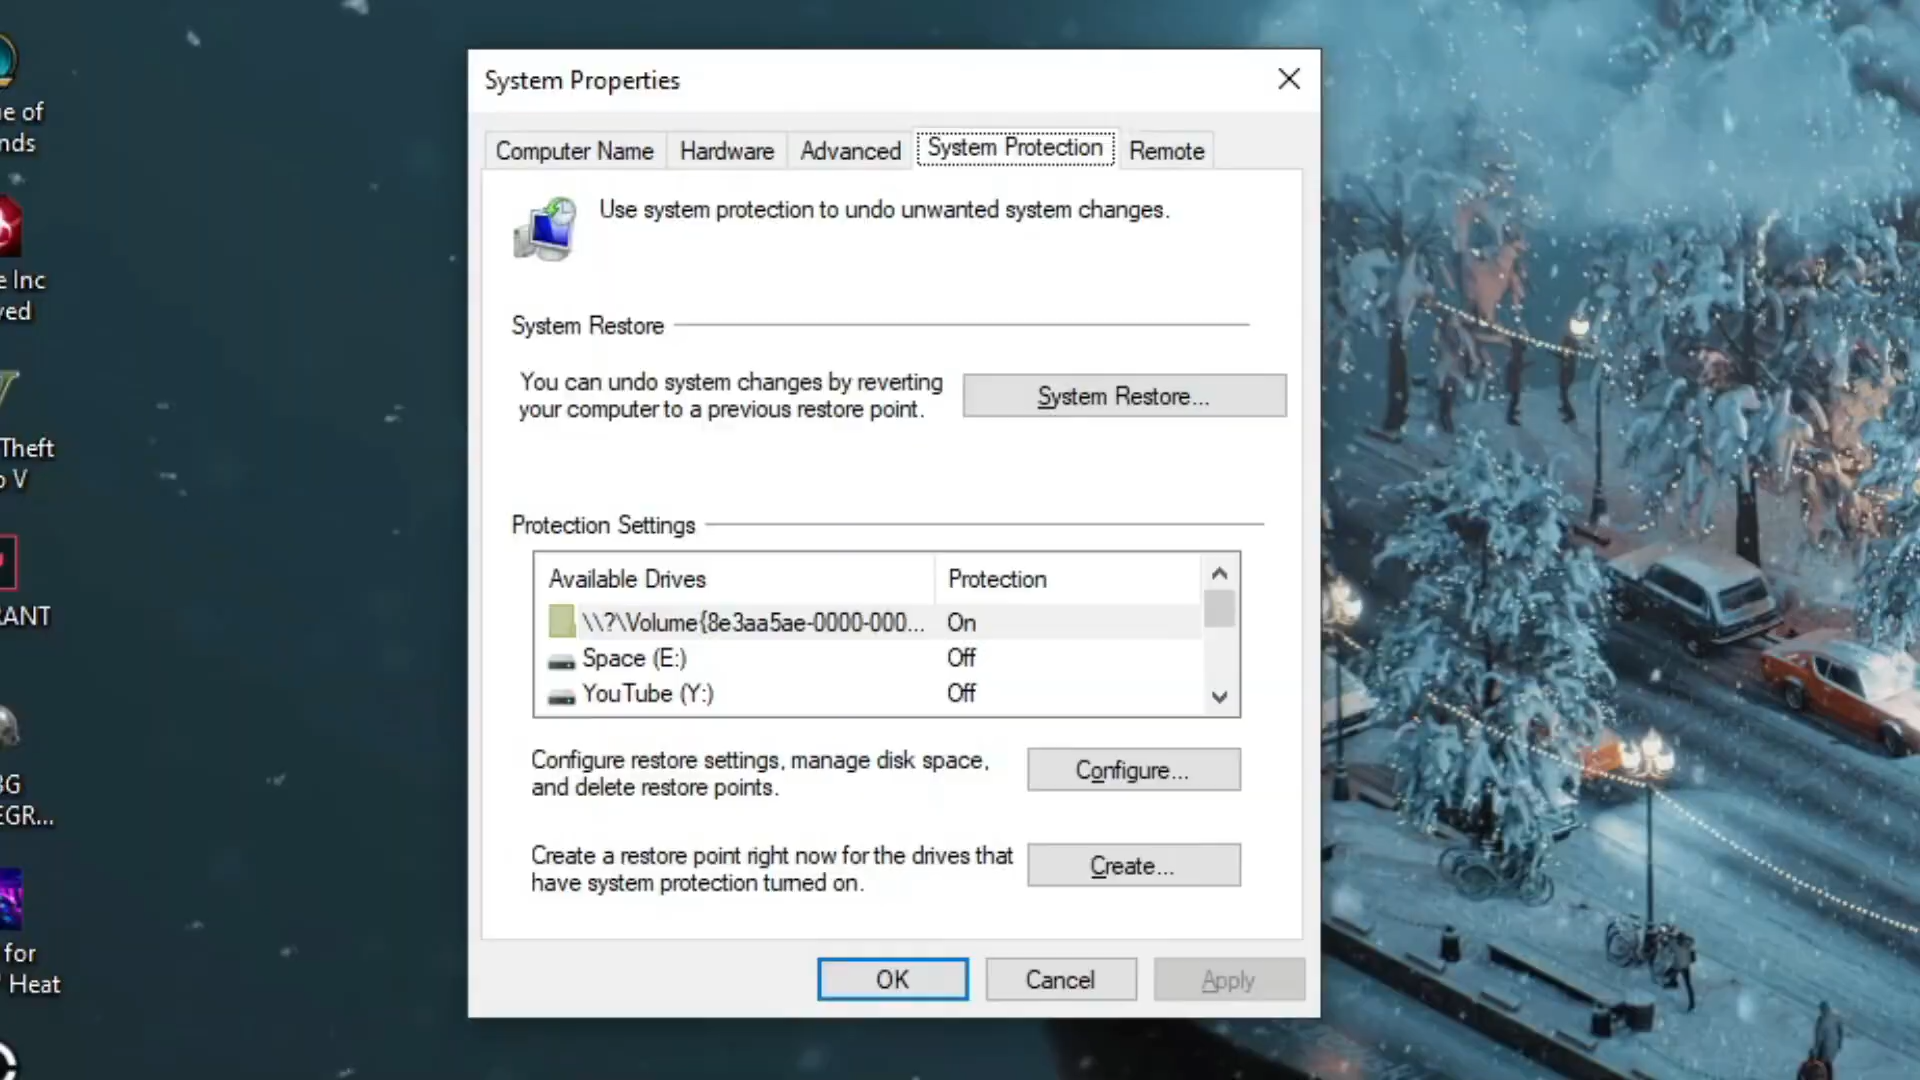 ue of
nds
System Properties
Computer Name
Hardware
Advanced
System Protection
Remote
Use system protection to undo unwanted system changes.
e Inc
ved
System Restore
You can undo system changes by reverting
your computer to a previous restore point.
System Restore...
Theft
o V
Protection Settings
Available Drives
Protection
\\?\Volume{8e3aa5ae-0000-000...
On
Space (E:)
Off
YouTube (Y:)
Off
RANT
Configure restore settings, manage disk space,
and delete restore points.
Configure...
BG
EGR...
Create a restore point right now for the drives that
have system protection turned on.
Create...
for
Heat
OK
Cancel
Apply